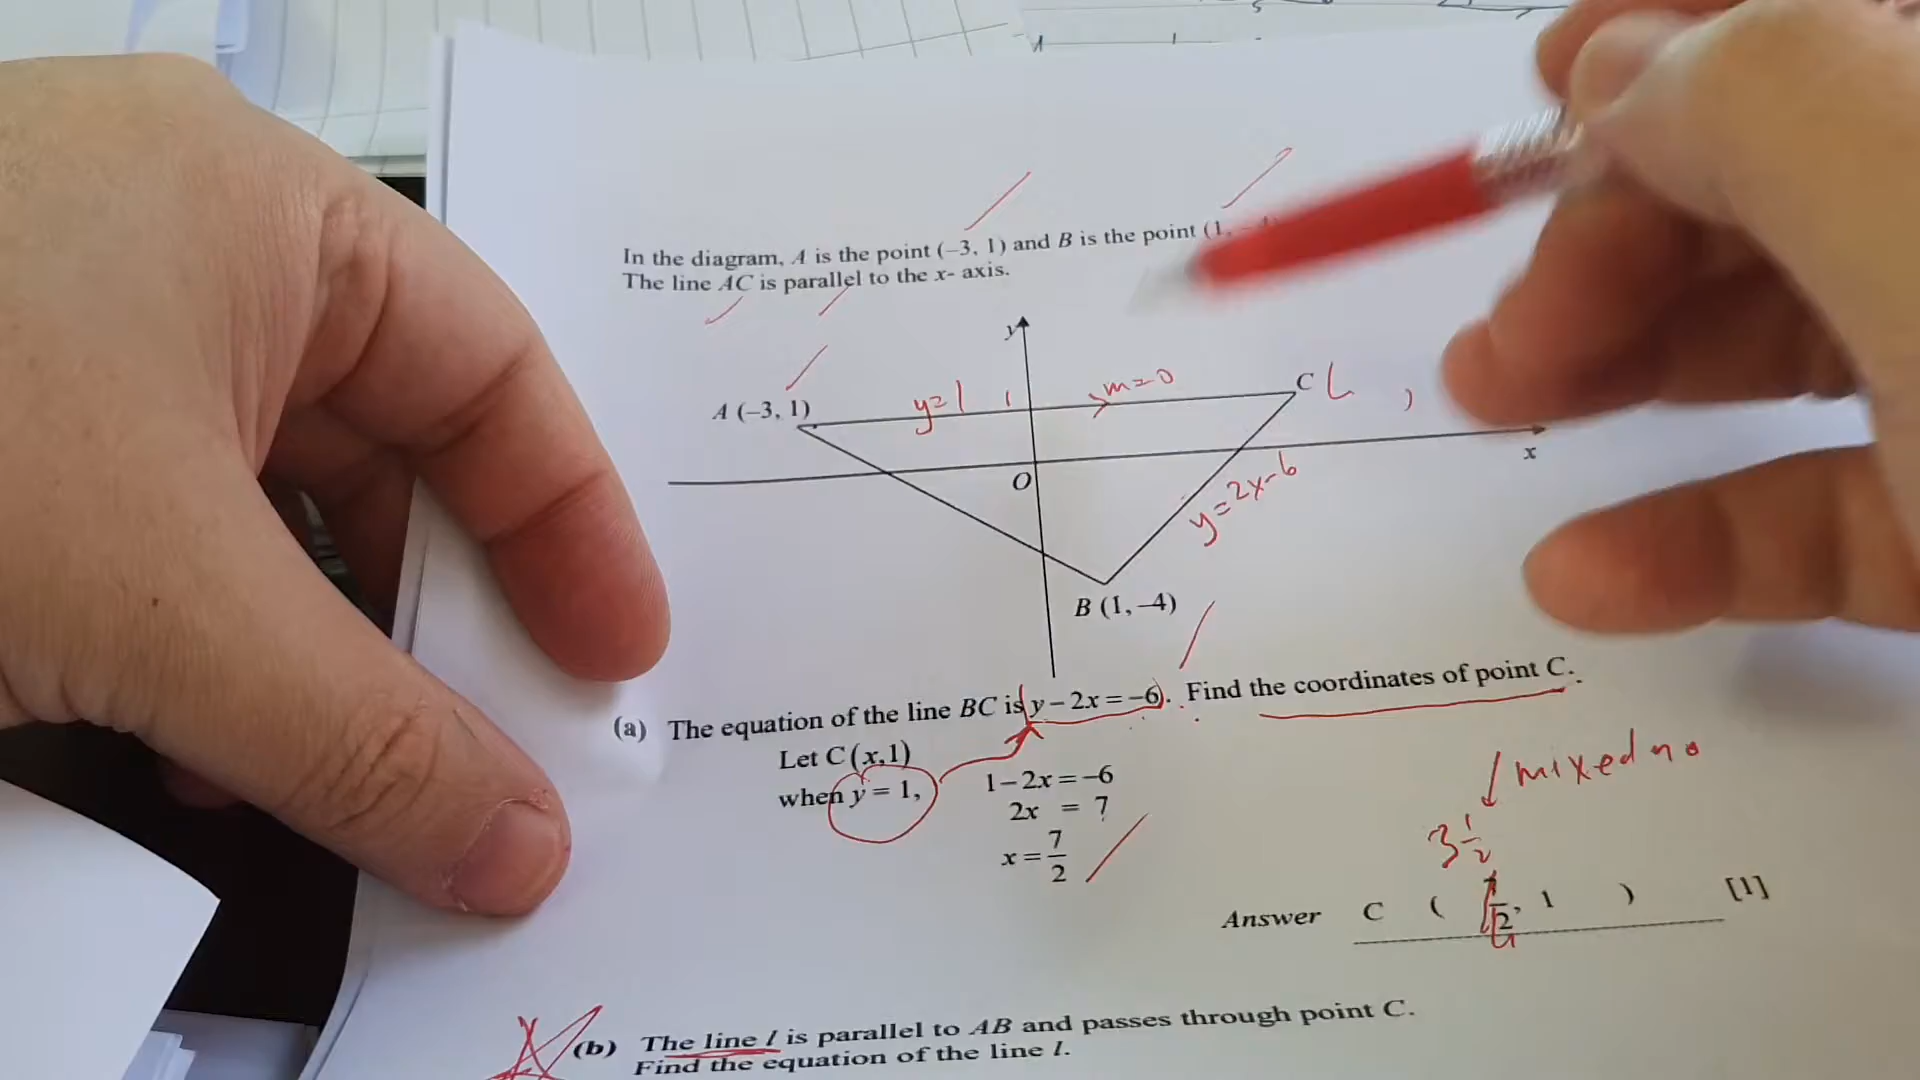 In the diagram, A is the point (−3, 1) and B is the point (1,
The line AC is parallel to the x- axis.
y
A (−3, 1)
y=1
1
m=0
C ( , )
x
O
y=2x-6
B (1, −4)
(a) The equation of the line BC is y − 2x = −6. Find the coordinates of point C.
Let C (x,1)
when y = 1,
1 − 2x = −6
2x = 7
x = 7/2
mixed no
3 1/2
Answer C ( 7/2, 1 ) [1]
(b) The line l is parallel to AB and passes through point C.
Find the equation of the line l.